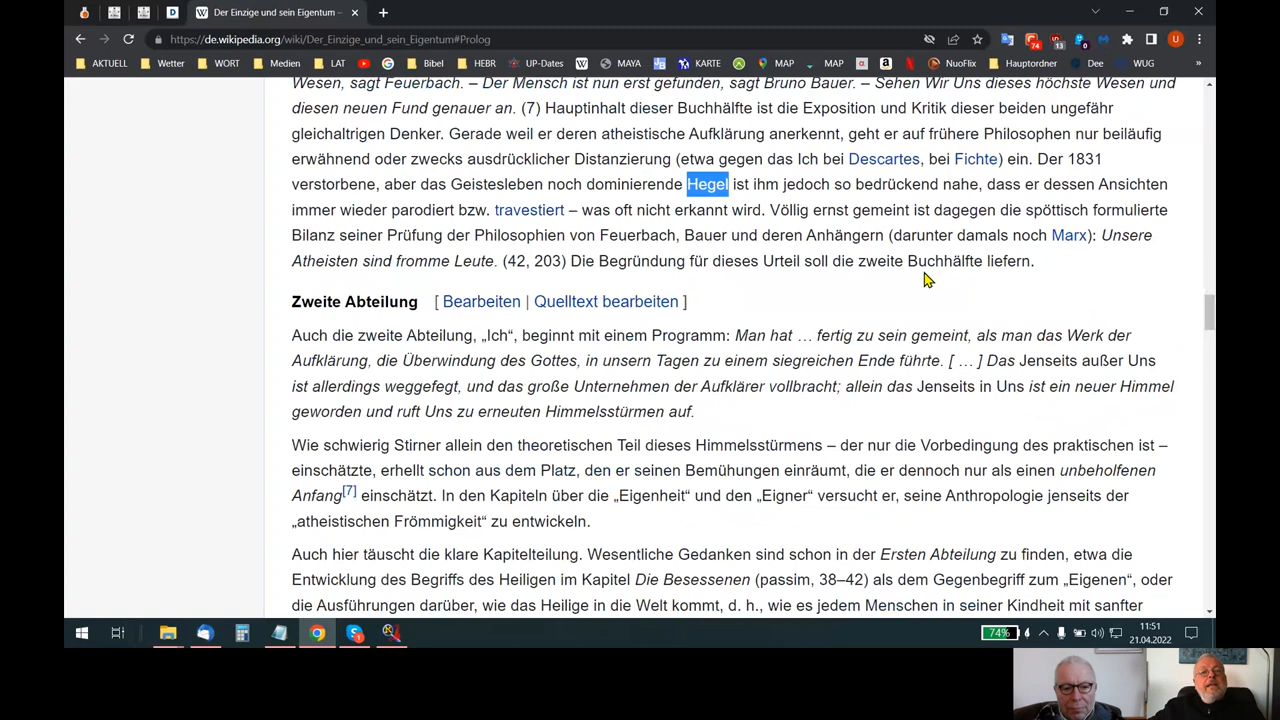 Der Einzige und sein Eigentum –
https://de.wikipedia.org/wiki/Der_Einzige_und_sein_Eigentum#Prolog
74
13
0
U
AKTUELL Wetter WORT Medien LAT Bibel HEBR UP-Dates MAYA KARTE MAP MAP NuoFlix Hauptordner Dee WUG
Wesen, sagt Feuerbach. – Der Mensch ist nun erst gefunden, sagt Bruno Bauer. – Sehen Wir Uns dieses höchste Wesen und
diesen neuen Fund genauer an. (7) Hauptinhalt dieser Buchhälfte ist die Exposition und Kritik dieser beiden ungefähr
gleichaltrigen Denker. Gerade weil er deren atheistische Aufklärung anerkennt, geht er auf frühere Philosophen nur beiläufig
erwähnend oder zwecks ausdrücklicher Distanzierung (etwa gegen das Ich bei Descartes, bei Fichte) ein. Der 1831
verstorbene, aber das Geistesleben noch dominierende Hegel ist ihm jedoch so bedrückend nahe, dass er dessen Ansichten
immer wieder parodiert bzw. travestiert – was oft nicht erkannt wird. Völlig ernst gemeint ist dagegen die spöttisch formulierte
Bilanz seiner Prüfung der Philosophien von Feuerbach, Bauer und deren Anhängern (darunter damals noch Marx): Unsere
Atheisten sind fromme Leute. (42, 203) Die Begründung für dieses Urteil soll die zweite Buchhälfte liefern.
Zweite Abteilung [ Bearbeiten | Quelltext bearbeiten ]
Auch die zweite Abteilung, „Ich“, beginnt mit einem Programm: Man hat … fertig zu sein gemeint, als man das Werk der
Aufklärung, die Überwindung des Gottes, in unsern Tagen zu einem siegreichen Ende führte. [ … ] Das Jenseits außer Uns
ist allerdings weggefegt, und das große Unternehmen der Aufklärer vollbracht; allein das Jenseits in Uns ist ein neuer Himmel
geworden und ruft Uns zu erneuten Himmelsstürmen auf.
Wie schwierig Stirner allein den theoretischen Teil dieses Himmelsstürmens – der nur die Vorbedingung des praktischen ist –
einschätzte, erhellt schon aus dem Platz, den er seinen Bemühungen einräumt, die er dennoch nur als einen unbeholfenen
Anfang[7] einschätzt. In den Kapiteln über die „Eigenheit“ und den „Eigner“ versucht er, seine Anthropologie jenseits der
„atheistischen Frömmigkeit“ zu entwickeln.
Auch hier täuscht die klare Kapitelteilung. Wesentliche Gedanken sind schon in der Ersten Abteilung zu finden, etwa die
Entwicklung des Begriffs des Heiligen im Kapitel Die Besessenen (passim, 38–42) als dem Gegenbegriff zum „Eigenen“, oder
die Ausführungen darüber, wie das Heilige in die Welt kommt, d. h., wie es jedem Menschen in seiner Kindheit mit sanfter
74%
11:51
21.04.2022